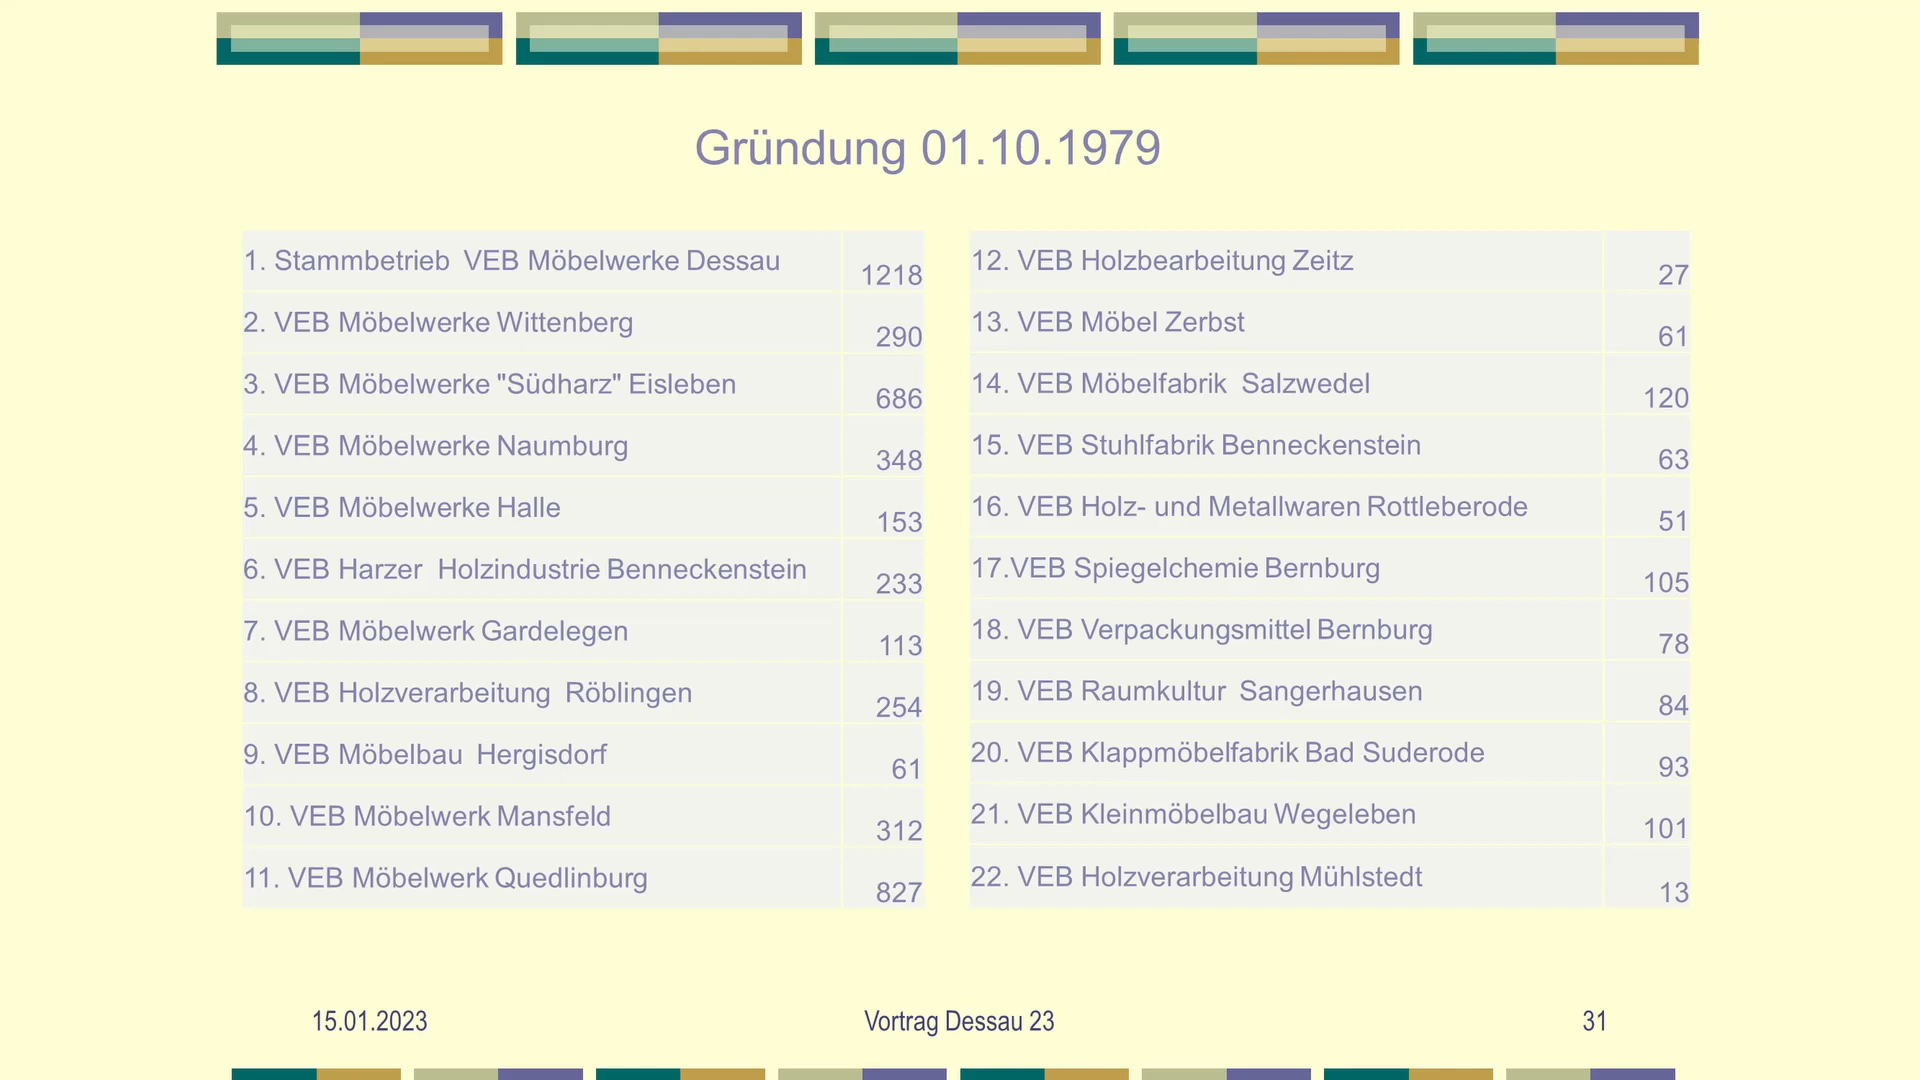 Gründung 01.10.1979
1. Stammbetrieb VEB Möbelwerke Dessau 1218
2. VEB Möbelwerke Wittenberg 290
3. VEB Möbelwerke "Südharz" Eisleben 686
4. VEB Möbelwerke Naumburg 348
5. VEB Möbelwerke Halle 153
6. VEB Harzer Holzindustrie Benneckenstein 233
7. VEB Möbelwerk Gardelegen 113
8. VEB Holzverarbeitung Röblingen 254
9. VEB Möbelbau Hergisdorf 61
10. VEB Möbelwerk Mansfeld 312
11. VEB Möbelwerk Quedlinburg 827
12. VEB Holzbearbeitung Zeitz 27
13. VEB Möbel Zerbst 61
14. VEB Möbelfabrik Salzwedel 120
15. VEB Stuhlfabrik Benneckenstein 63
16. VEB Holz- und Metallwaren Rottleberode 51
17.VEB Spiegelchemie Bernburg 105
18. VEB Verpackungsmittel Bernburg 78
19. VEB Raumkultur Sangerhausen 84
20. VEB Klappmöbelfabrik Bad Suderode 93
21. VEB Kleinmöbelbau Wegeleben 101
22. VEB Holzverarbeitung Mühlstedt 13
15.01.2023
Vortrag Dessau 23
31